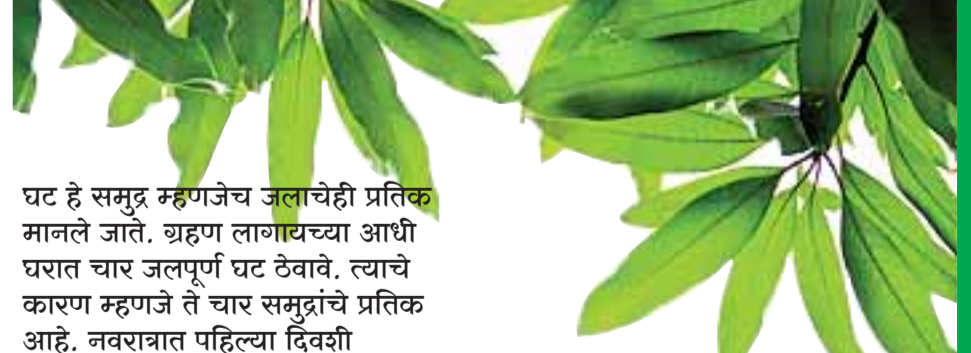 घट हे समुद्र म्हणजेच जलाचेही प्रतिक
मानले जाते. ग्रहण लागायच्या आधी
घरात चार जलपूर्ण घट ठेवावे. त्याचे
कारण म्हणजे ते चार समुद्रांचे प्रतिक
आहे. नवरात्रात पहिल्या दिवशी